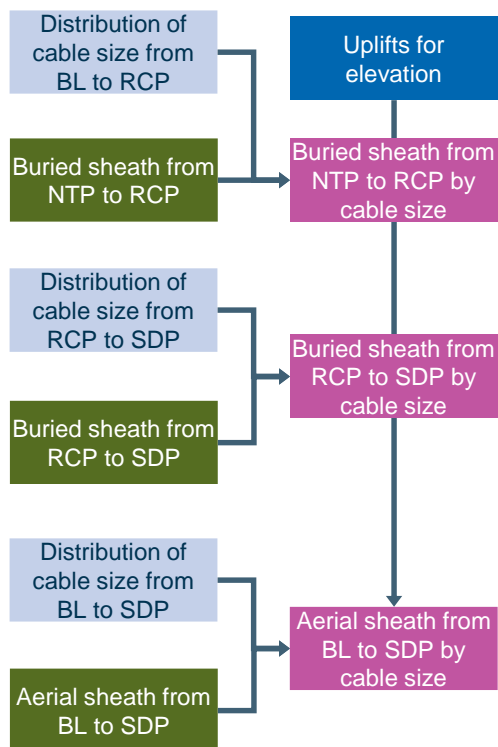 Distribution of
cable size from
BL to RCP
Uplifts for
elevation
Buried sheath from
NTP to RCP
Buried sheath from
NTP to RCP by
cable size
Distribution of
cable size from
RCP to SDP
Buried sheath from
RCP to SDP by
cable size
Buried sheath from
RCP to SDP
Distribution of
cable size from
BL to SDP
Aerial sheath from
BL to SDP by
cable size
Aerial sheath from
BL to SDP